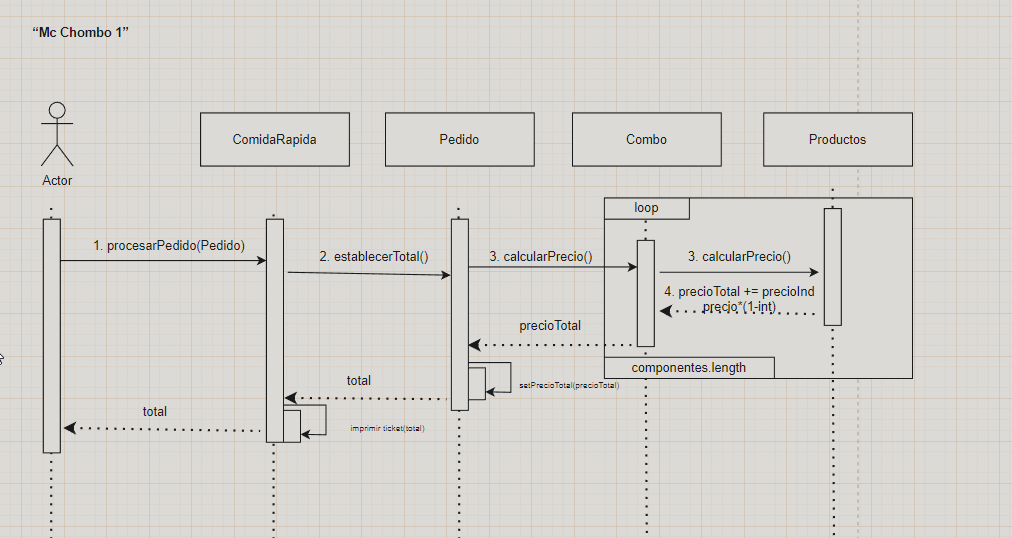 “Mc Chombo 1”
Actor
ComidaRapida
Pedido
Combo
Productos
loop
1. procesarPedido(Pedido)
2. establecerTotal()
3. calcularPrecio()
3. calcularPrecio()
4. precioTotal += precioInd
precio*(1-int)
precioTotal
componentes.length
setPrecioTotal(precioTotal)
total
total
imprimir ticket(total)